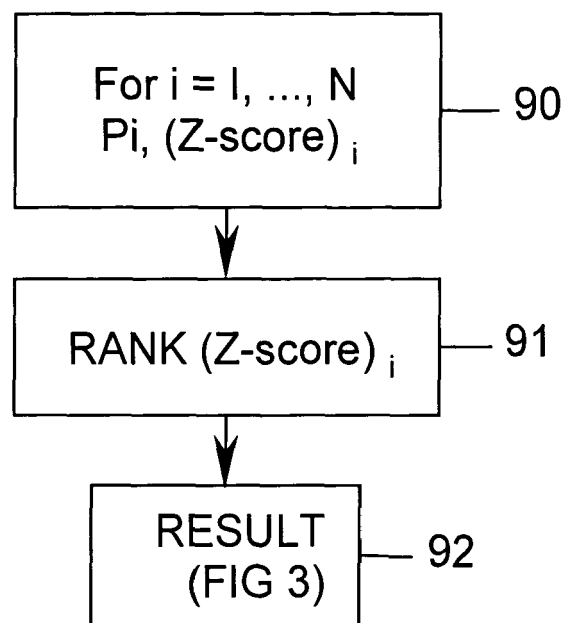 For i = I, ..., N
Pi, (Z-score) i
90
RANK (Z-score) i
91
RESULT
(FIG 3)
92